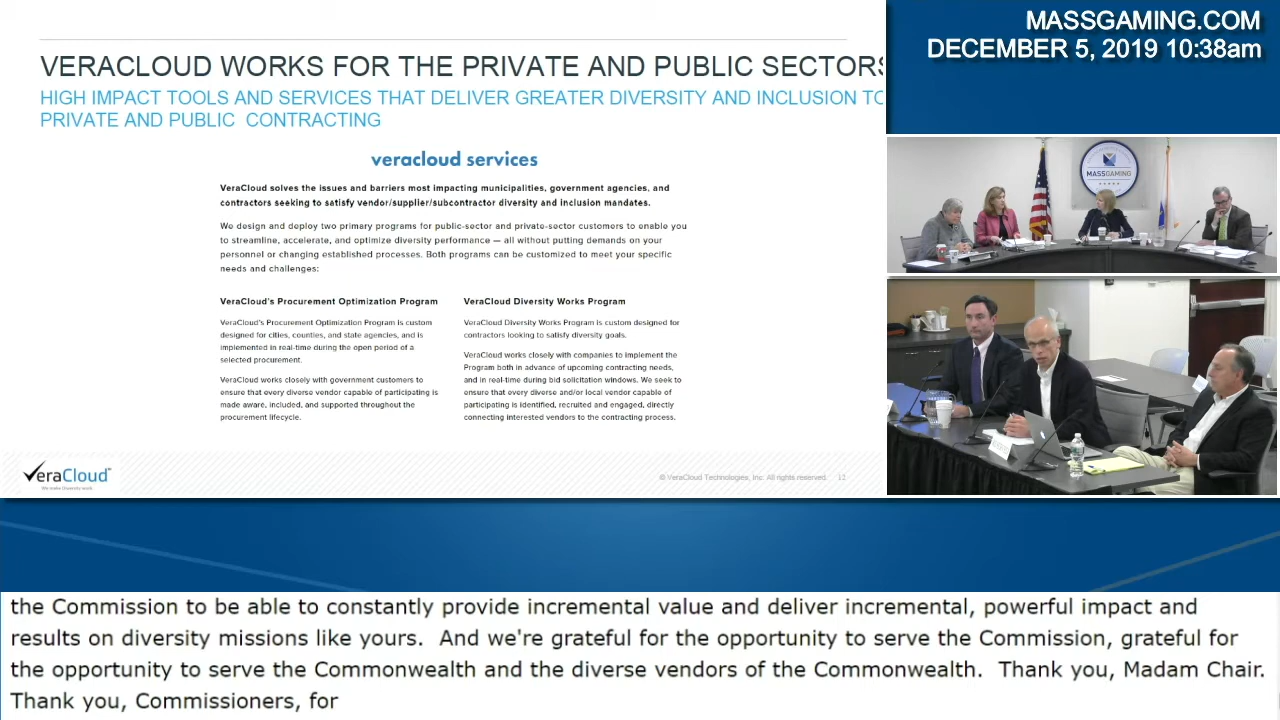 VERACLOUD WORKS FOR THE PRIVATE AND PUBLIC SECTORS
HIGH IMPACT TOOLS AND SERVICES THAT DELIVER GREATER DIVERSITY AND INCLUSION TO
PRIVATE AND PUBLIC CONTRACTING
veracloud services
VeraCloud solves the issues and barriers most impacting municipalities, government agencies, and
contractors seeking to satisfy vendor/supplier/subcontractor diversity and inclusion mandates.
We design and deploy two primary programs for public-sector and private-sector customers to enable you
to streamline, accelerate, and optimize diversity performance — all without putting demands on your
personnel or changing established processes. Both programs can be customized to meet your specific
needs and challenges:
VeraCloud's Procurement Optimization Program
VeraCloud's Procurement Optimization Program is custom
designed for cities, counties, and state agencies, and is
implemented in real-time during the open period of a
selected procurement.
VeraCloud works closely with government customers to
ensure that every diverse vendor capable of participating is
made aware, included, and supported throughout the
procurement lifecycle.
VeraCloud Diversity Works Program
VeraCloud Diversity Works Program is custom designed for
contractors looking to satisfy diversity goals.
VeraCloud works closely with companies to implement the
Program both in advance of upcoming contracting needs,
and in real-time during bid solicitation windows. We seek to
ensure that every diverse and/or local vendor capable of
participating is identified, recruited and engaged, directly
connecting interested vendors to the contracting process.
VeraCloud
We make Diversity work.
© VeraCloud Technologies, Inc. All rights reserved. 12
MASSGAMING.COM
DECEMBER 5, 2019 10:38am
MASSGAMING
the Commission to be able to constantly provide incremental value and deliver incremental, powerful impact and
results on diversity missions like yours. And we're grateful for the opportunity to serve the Commission, grateful for
the opportunity to serve the Commonwealth and the diverse vendors of the Commonwealth. Thank you, Madam Chair.
Thank you, Commissioners, for